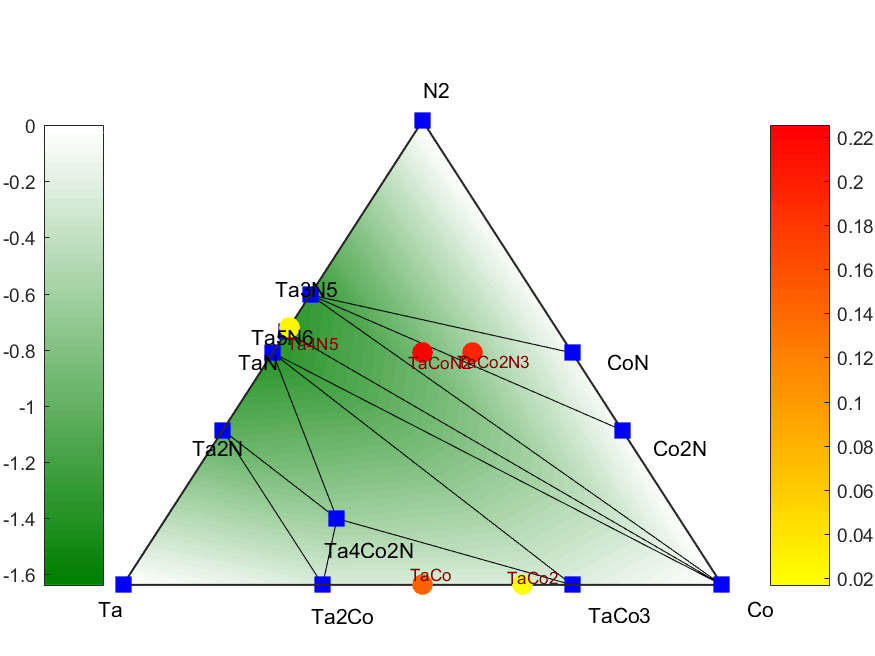 N2
0
-0.2
-0.4
-0.6
-0.8
-1
-1.2
-1.4
-1.6
0.22
0.2
0.18
0.16
0.14
0.12
0.1
0.08
0.06
0.04
0.02
Ta3N5
Ta5N6
Ta4N5
TaN
TaCoN2
TaCo2N3
CoN
Ta2N
Co2N
Ta4Co2N
TaCo
TaCo2
Ta
Ta2Co
TaCo3
Co